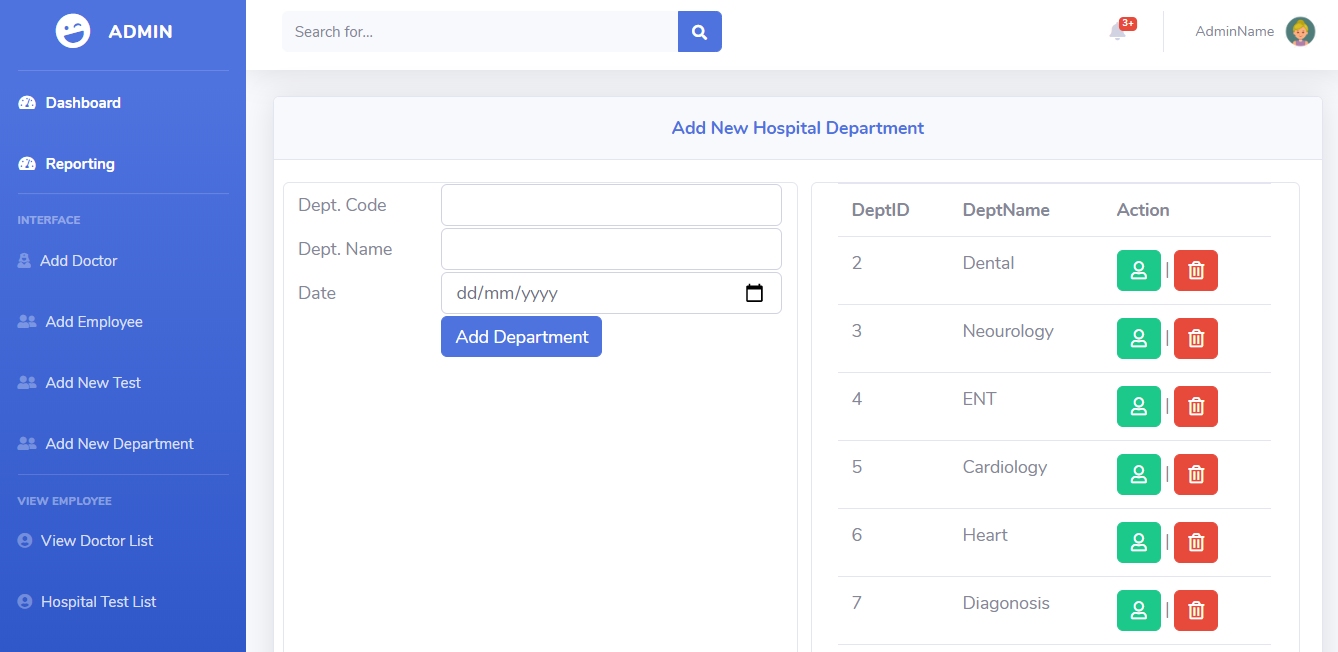 ADMIN
Dashboard
Reporting
INTERFACE
Add Doctor
Add Employee
Add New Test
Add New Department
VIEW EMPLOYEE
View Doctor List
Hospital Test List
Search for...
3+
AdminName
Add New Hospital Department
Dept. Code
Dept. Name
Date dd/mm/yyyy
Add Department
DeptID DeptName Action
2 Dental |
3 Neourology |
4 ENT |
5 Cardiology |
6 Heart |
7 Diagonosis |